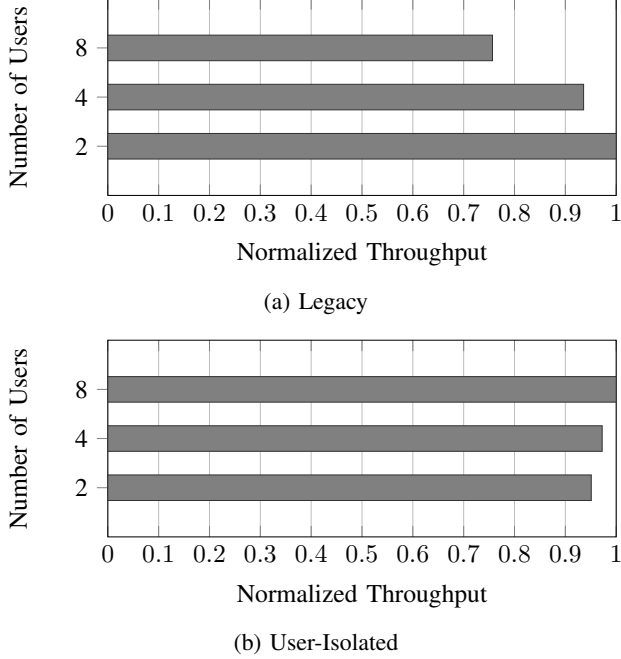 Number of Users
8
4
2
0 0.1 0.2 0.3 0.4 0.5 0.6 0.7 0.8 0.9 1
Normalized Throughput
(a) Legacy
Number of Users
8
4
2
0 0.1 0.2 0.3 0.4 0.5 0.6 0.7 0.8 0.9 1
Normalized Throughput
(b) User-Isolated